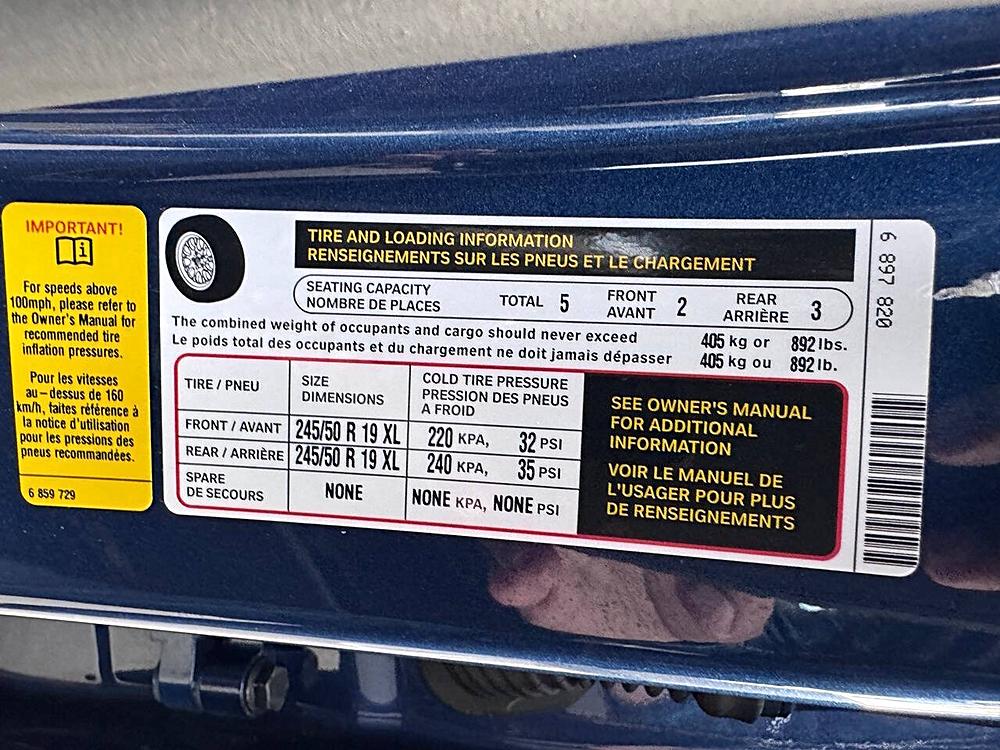 IMPORTANT!
For speeds above
100mph, please refer to
the Owner's Manual for
recommended tire
inflation pressures.
Pour les vitesses
au-dessus de 160
km/h, faites référence à
la notice d'utilisation
pour les pressions des
pneus recommandées.
6 859 729
TIRE AND LOADING INFORMATION
RENSEIGNEMENTS SUR LES PNEUS ET LE CHARGEMENT
SEATING CAPACITY
NOMBRE DE PLACES
TOTAL 5
FRONT
AVANT 2
REAR
ARRIÈRE 3
The combined weight of occupants and cargo should never exceed 405 kg or 892 lbs.
Le poids total des occupants et du chargement ne doit jamais dépasser 405 kg ou 892 lb.
TIRE / PNEU
SIZE
DIMENSIONS
COLD TIRE PRESSURE
PRESSION DES PNEUS
A FROID
FRONT / AVANT 245/50 R 19 XL 220 KPA, 32 PSI
REAR / ARRIÈRE 245/50 R 19 XL 240 KPA, 35 PSI
SPARE
DE SECOURS NONE NONE KPA, NONE PSI
SEE OWNER'S MANUAL
FOR ADDITIONAL
INFORMATION
VOIR LE MANUEL DE
L'USAGER POUR PLUS
DE RENSEIGNEMENTS
6 897 820